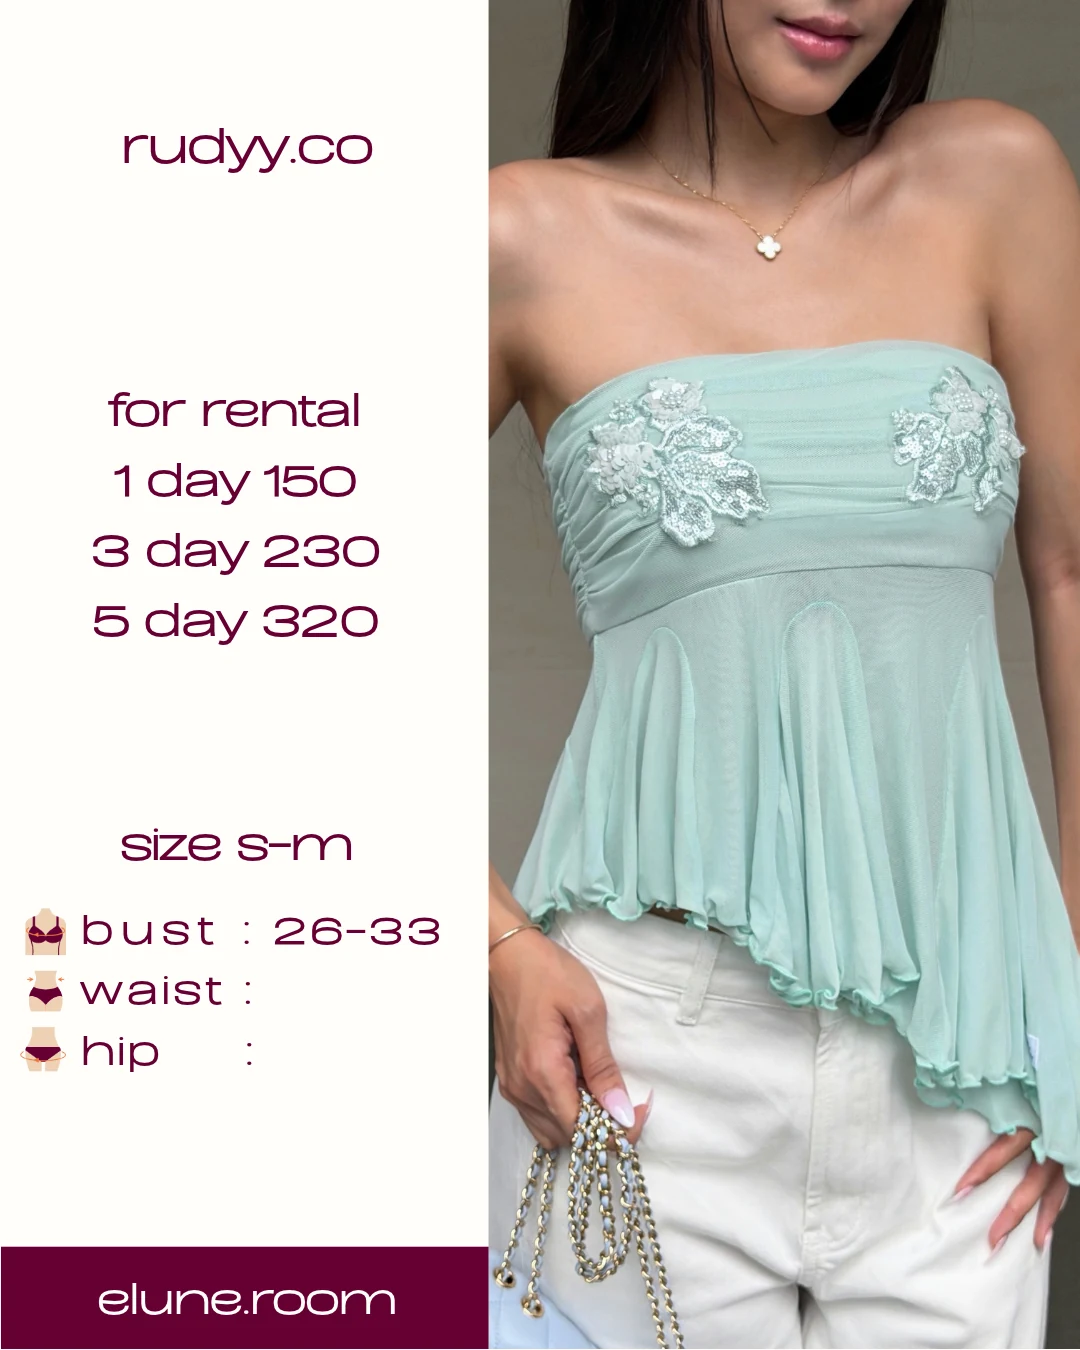 rudyy.co
for rental
1 day 150
3 day 230
5 day 320
size s-m
bust : 26-33
waist :
hip :
elune.room